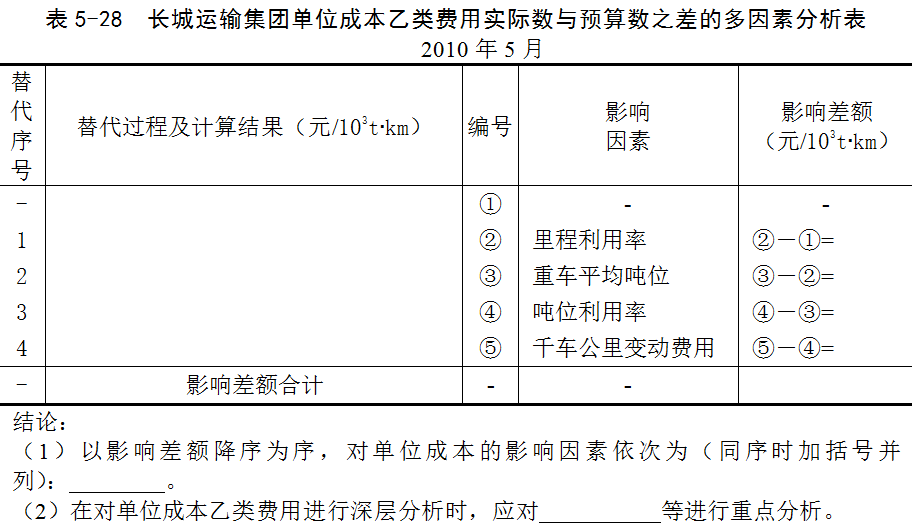 表 5-28 长城运输集团单位成本乙类费用实际数与预算数之差的多因素分析表
2010 年 5 月
替代序号 替代过程及计算结果（元/10³t·km） 编号 影响因素 影响差额（元/10³t·km）
- ① - -
1 ② 里程利用率 ②－①=
2 ③ 重车平均吨位 ③－②=
3 ④ 吨位利用率 ④－③=
4 ⑤ 千车公里变动费用 ⑤－④=
- 影响差额合计 - -
结论：
（1）以影响差额降序为序，对单位成本的影响因素依次为（同序时加括号并
列）：________。
（2）在对单位成本乙类费用进行深层分析时，应对__________等进行重点分析。